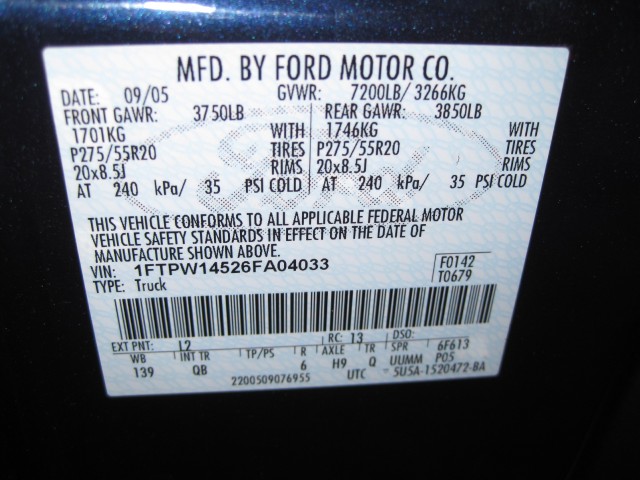 MFD. BY FORD MOTOR CO.
DATE: 09/05 GVWR: 7200LB/ 3266KG
FRONT GAWR: 3750LB REAR GAWR: 3850LB
1701KG WITH 1746KG WITH
P275/55R20 TIRES P275/55R20 TIRES
20x8.5J RIMS 20x8.5J RIMS
AT 240 kPa/ 35 PSI COLD AT 240 kPa/ 35 PSI COLD
THIS VEHICLE CONFORMS TO ALL APPLICABLE FEDERAL MOTOR
VEHICLE SAFETY STANDARDS IN EFFECT ON THE DATE OF
MANUFACTURE SHOWN ABOVE.
VIN: 1FTPW14526FA04033 F0142
TYPE: Truck T0679
EXT PNT: L2 RC: 13 DSO:
WB INT TR TP/PS R AXLE TR SPR 6F613
139 QB 6 H9 Q UUMM P05
2200509076955 UTC 5U5A-1520472-BA
Ford